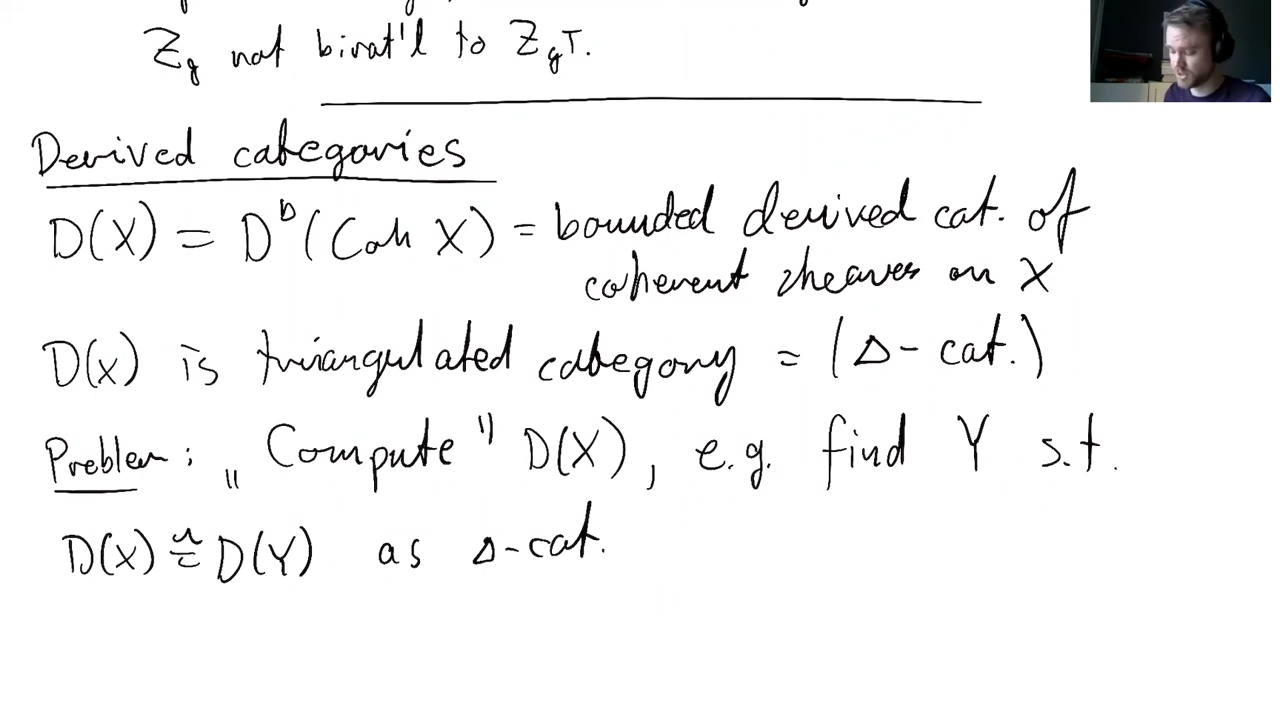 Z_g not birat'l to Z_gT.
Derived categories
D(X) = D^b(Coh X) = bounded derived cat. of
coherent sheaves on X
D(X) is triangulated category = (Δ-cat.)
Problem: „Compute" D(X), e.g. find Y s.t.
D(X) ≅ D(Y) as Δ-cat.